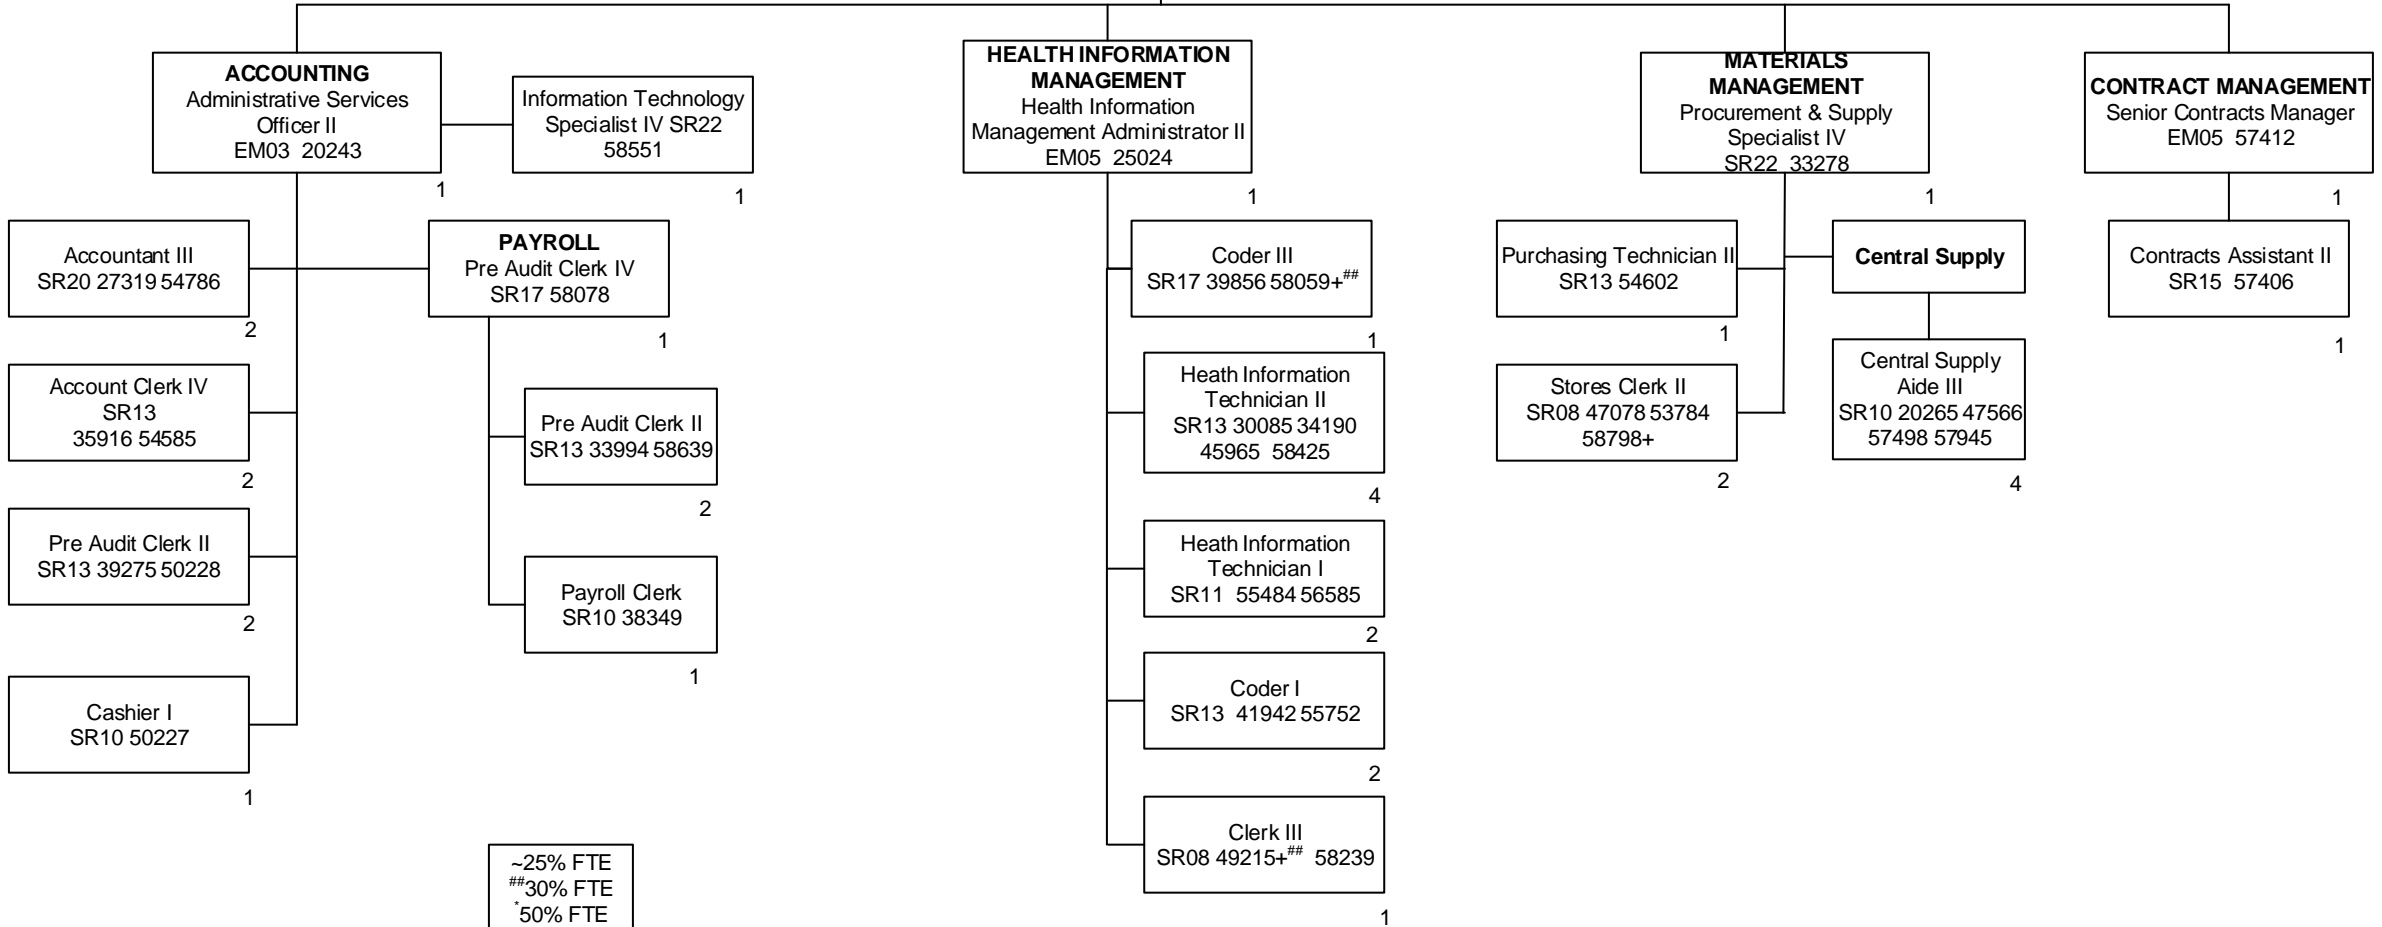 ACCOUNTING
Administrative Services
Officer II
EM03 20243
1
Information Technology
Specialist IV SR22
58551
1
HEALTH INFORMATION
MANAGEMENT
Health Information
Management Administrator II
EM05 25024
1
MATERIALS
MANAGEMENT
Procurement & Supply
Specialist IV
SR22 33278
1
CONTRACT MANAGEMENT
Senior Contracts Manager
EM05 57412
1
Accountant III
SR20 27319 54786
2
PAYROLL
Pre Audit Clerk IV
SR17 58078
1
Coder III
SR17 39856 58059+##
1
Purchasing Technician II
SR13 54602
1
Central Supply
Contracts Assistant II
SR15 57406
1
Account Clerk IV
SR13
35916 54585
2
Pre Audit Clerk II
SR13 33994 58639
2
Heath Information
Technician II
SR13 30085 34190
45965 58425
4
Stores Clerk II
SR08 47078 53784
58798+
2
Central Supply
Aide III
SR10 20265 47566
57498 57945
4
Pre Audit Clerk II
SR13 39275 50228
2
Payroll Clerk
SR10 38349
1
Heath Information
Technician I
SR11 55484 56585
2
Cashier I
SR10 50227
1
Coder I
SR13 41942 55752
2
Clerk III
SR08 49215+## 58239
1
~25% FTE
##30% FTE
*50% FTE